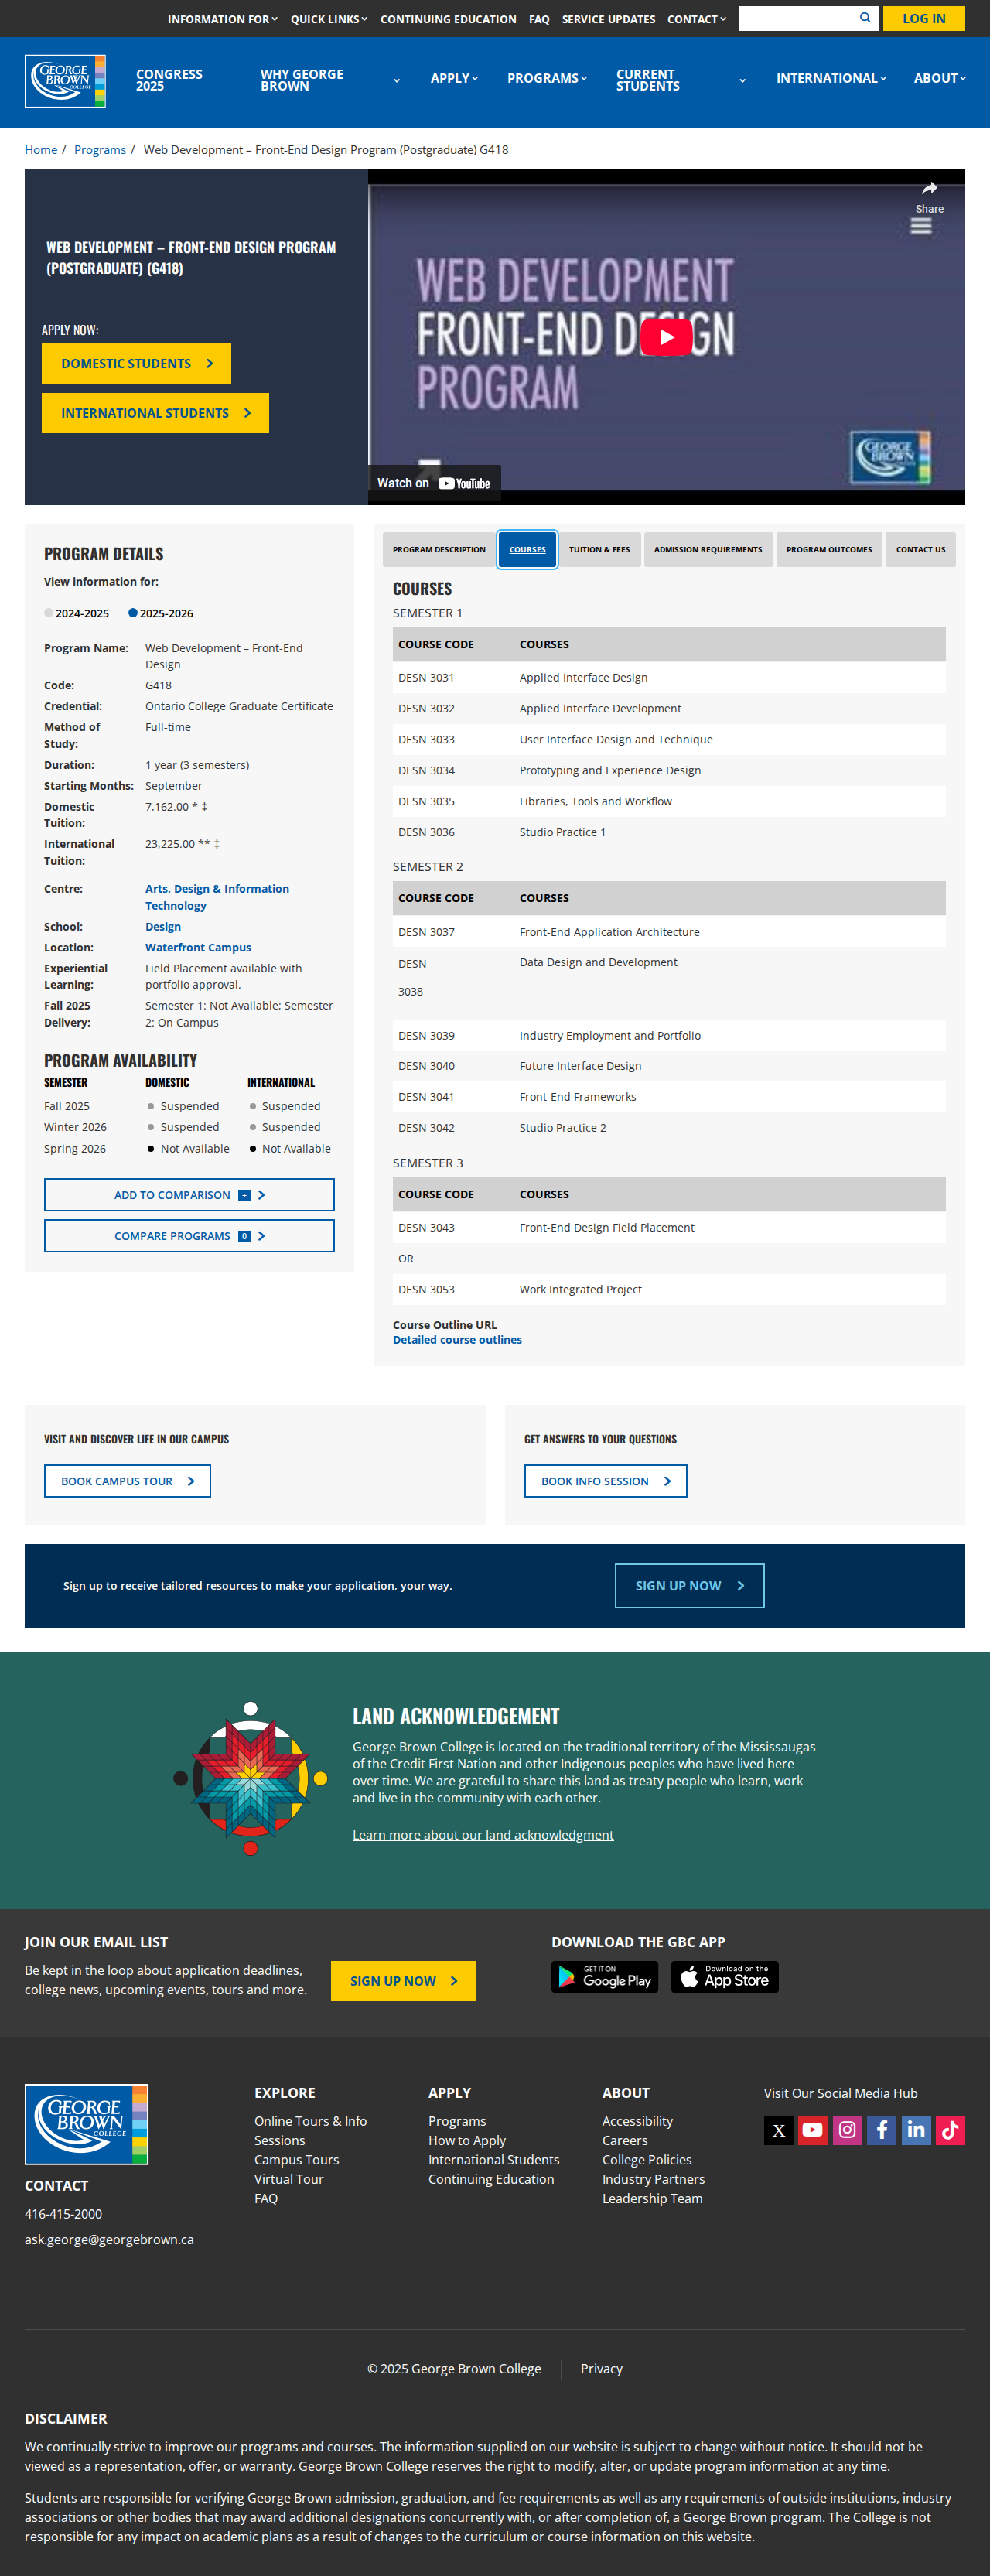 INFORMATION FOR QUICK LINKS CONTINUING EDUCATION FAQ SERVICE UPDATES CONTACT LOG IN
GEORGE BROWN COLLEGE
CONGRESS 2025
WHY GEORGE BROWN
APPLY
PROGRAMS
CURRENT STUDENTS
INTERNATIONAL
ABOUT
Home / Programs / Web Development – Front-End Design Program (Postgraduate) G418
WEB DEVELOPMENT – FRONT-END DESIGN PROGRAM
(POSTGRADUATE) (G418)
APPLY NOW:
DOMESTIC STUDENTS
INTERNATIONAL STUDENTS
Share
WEB DEVELOPMENT
FRONT-END DESIGN
PROGRAM
GEORGE BROWN
Watch on YouTube
PROGRAM DETAILS
View information for:
2024-2025 2025-2026
Program Name: Web Development – Front-End
Design
Code: G418
Credential: Ontario College Graduate Certificate
Method of Study: Full-time
Duration: 1 year (3 semesters)
Starting Months: September
Domestic Tuition: 7,162.00 * ‡
International Tuition: 23,225.00 ** ‡
Centre: Arts, Design & Information
Technology
School: Design
Location: Waterfront Campus
Experiential Learning: Field Placement available with
portfolio approval.
Fall 2025 Delivery: Semester 1: Not Available; Semester
2: On Campus
PROGRAM AVAILABILITY
SEMESTER DOMESTIC INTERNATIONAL
Fall 2025 Suspended Suspended
Winter 2026 Suspended Suspended
Spring 2026 Not Available Not Available
ADD TO COMPARISON +
COMPARE PROGRAMS 0
PROGRAM DESCRIPTION COURSES TUITION & FEES ADMISSION REQUIREMENTS PROGRAM OUTCOMES CONTACT US
COURSES
SEMESTER 1
COURSE CODE COURSES
DESN 3031 Applied Interface Design
DESN 3032 Applied Interface Development
DESN 3033 User Interface Design and Technique
DESN 3034 Prototyping and Experience Design
DESN 3035 Libraries, Tools and Workflow
DESN 3036 Studio Practice 1
SEMESTER 2
COURSE CODE COURSES
DESN 3037 Front-End Application Architecture
DESN Data Design and Development
3038
DESN 3039 Industry Employment and Portfolio
DESN 3040 Future Interface Design
DESN 3041 Front-End Frameworks
DESN 3042 Studio Practice 2
SEMESTER 3
COURSE CODE COURSES
DESN 3043 Front-End Design Field Placement
OR
DESN 3053 Work Integrated Project
Course Outline URL
Detailed course outlines
VISIT AND DISCOVER LIFE IN OUR CAMPUS
BOOK CAMPUS TOUR
GET ANSWERS TO YOUR QUESTIONS
BOOK INFO SESSION
Sign up to receive tailored resources to make your application, your way.
SIGN UP NOW
LAND ACKNOWLEDGEMENT
George Brown College is located on the traditional territory of the Mississaugas
of the Credit First Nation and other Indigenous peoples who have lived here
over time. We are grateful to share this land as treaty people who learn, work
and live in the community with each other.
Learn more about our land acknowledgment
JOIN OUR EMAIL LIST
Be kept in the loop about application deadlines,
college news, upcoming events, tours and more.
SIGN UP NOW
DOWNLOAD THE GBC APP
GET IT ON
Google Play
Download on the
App Store
GEORGE BROWN COLLEGE
CONTACT
416-415-2000
ask.george@georgebrown.ca
EXPLORE
Online Tours & Info
Sessions
Campus Tours
Virtual Tour
FAQ
APPLY
Programs
How to Apply
International Students
Continuing Education
ABOUT
Accessibility
Careers
College Policies
Industry Partners
Leadership Team
Visit Our Social Media Hub
© 2025 George Brown College Privacy
DISCLAIMER
We continually strive to improve our programs and courses. The information supplied on our website is subject to change without notice. It should not be
viewed as a representation, offer, or warranty. George Brown College reserves the right to modify, alter, or update program information at any time.
Students are responsible for verifying George Brown admission, graduation, and fee requirements as well as any requirements of outside institutions, industry
associations or other bodies that may award additional designations concurrently with, or after completion of, a George Brown program. The College is not
responsible for any impact on academic plans as a result of changes to the curriculum or course information on this website.